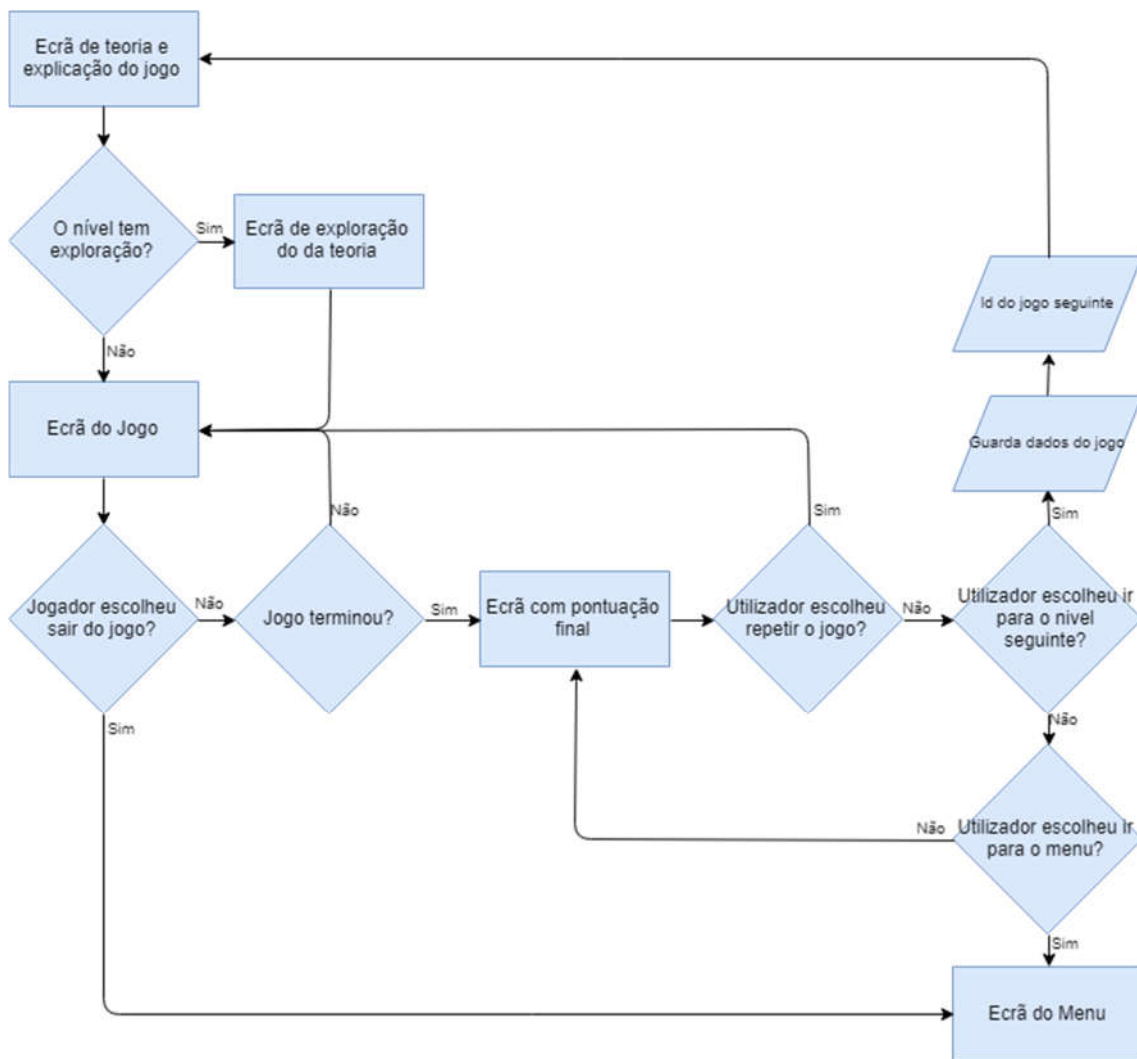 Ecrã de teoria e
explicação do jogo
O nível tem
exploração?
Sim
Ecrã de exploração
do da teoria
Não
Ecrã do Jogo
Id do jogo seguinte
Guarda dados do jogo
Sim
Não
Sim
Jogador escolheu
sair do jogo?
Não
Jogo terminou?
Sim
Ecrã com pontuação
final
Utilizador escolheu
repetir o jogo?
Não
Utilizador escolheu ir
para o nivel
seguinte?
Sim
Não
Não
Utilizador escolheu ir
para o menu?
Sim
Ecrã do Menu